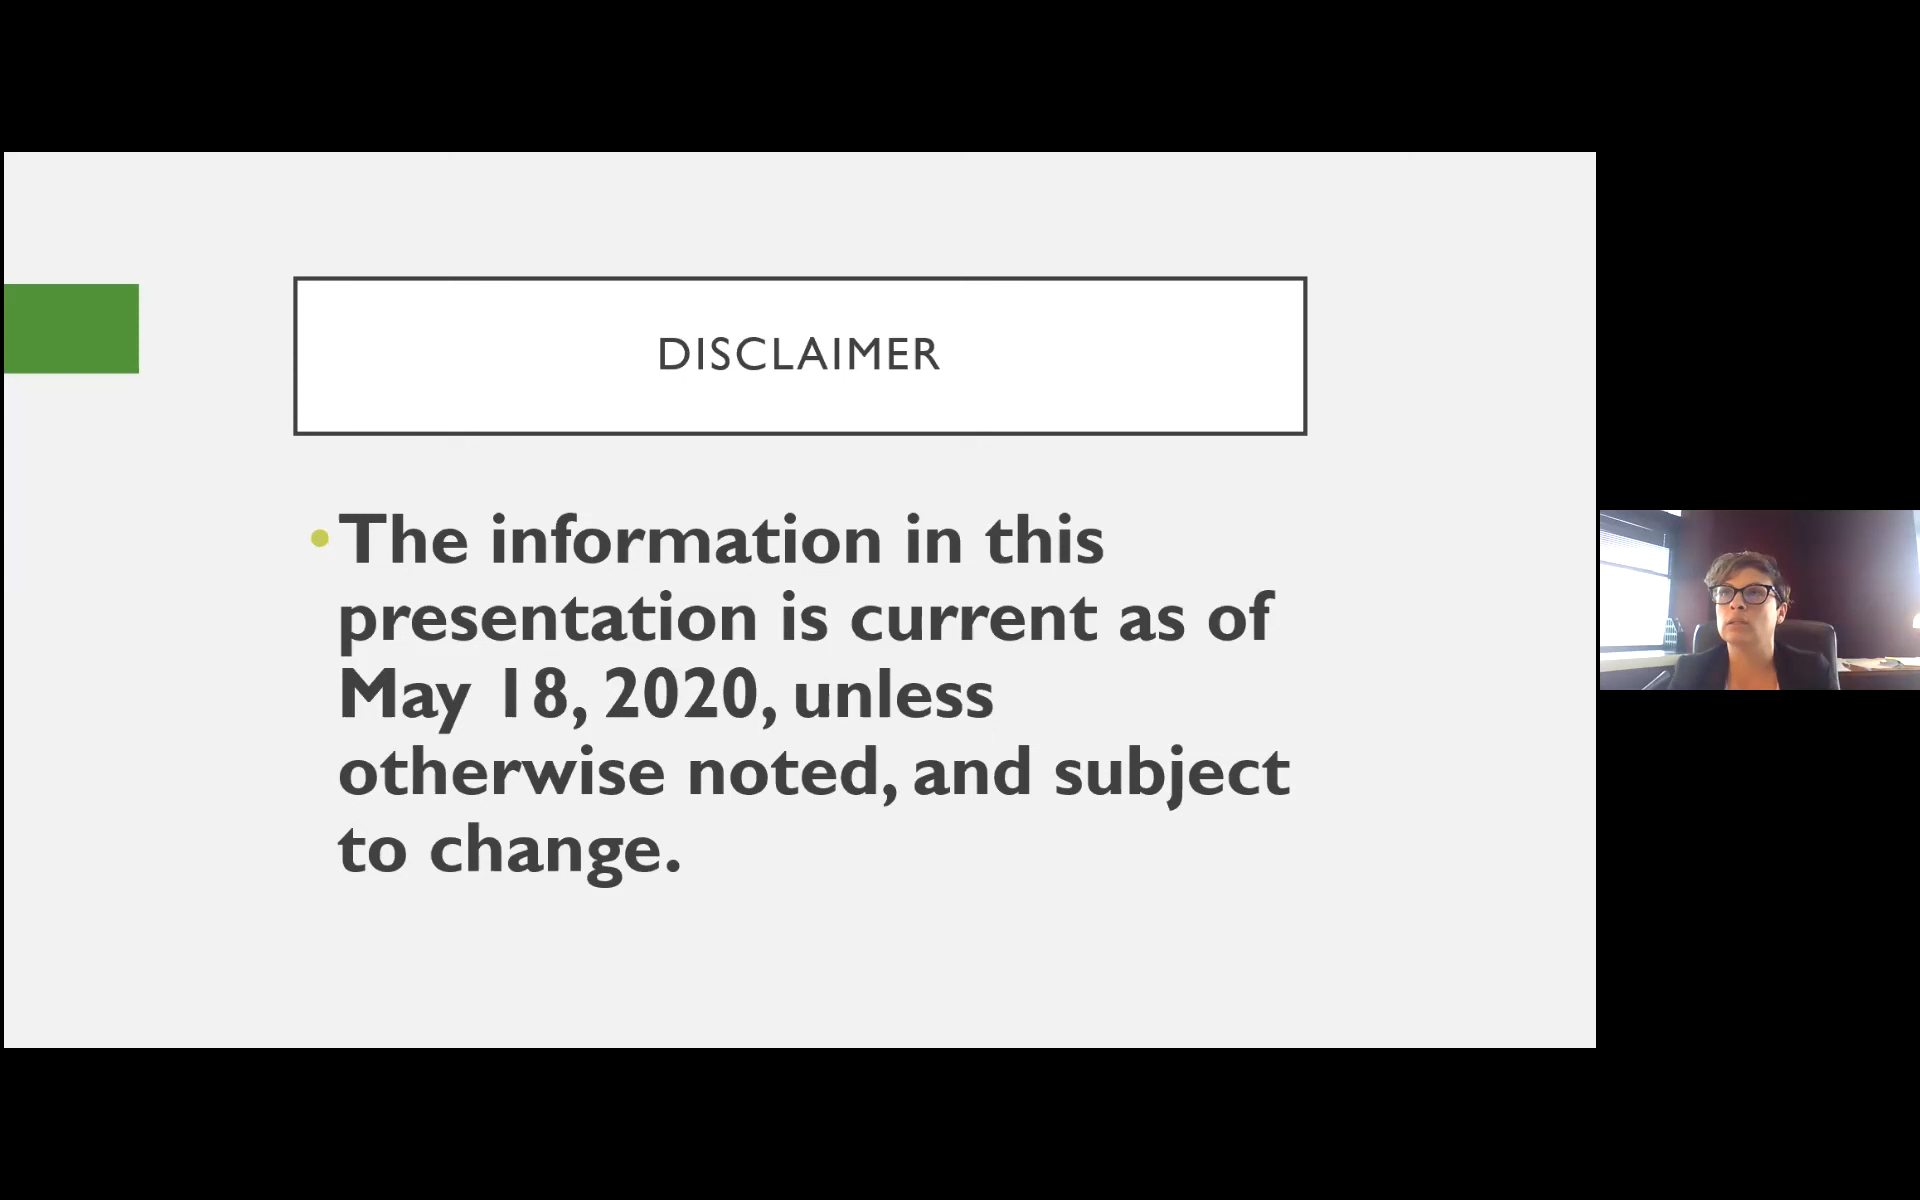 DISCLAIMER
• The information in this
presentation is current as of
May 18, 2020, unless
otherwise noted, and subject
to change.